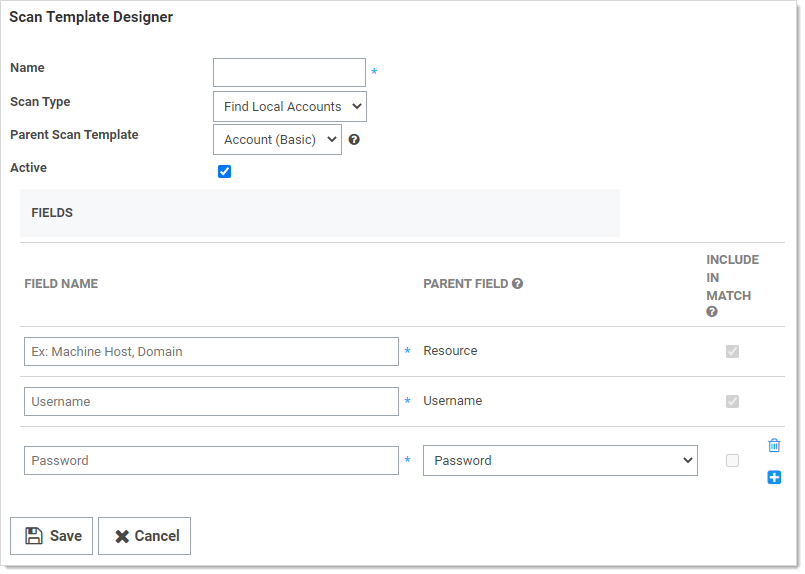 Scan Template Designer
Name *
Scan Type Find Local Accounts
Parent Scan Template Account (Basic) ?
Active
FIELDS
FIELD NAME PARENT FIELD ? INCLUDE
IN
MATCH
?
Ex: Machine Host, Domain * Resource
Username * Username
Password * Password
Save Cancel